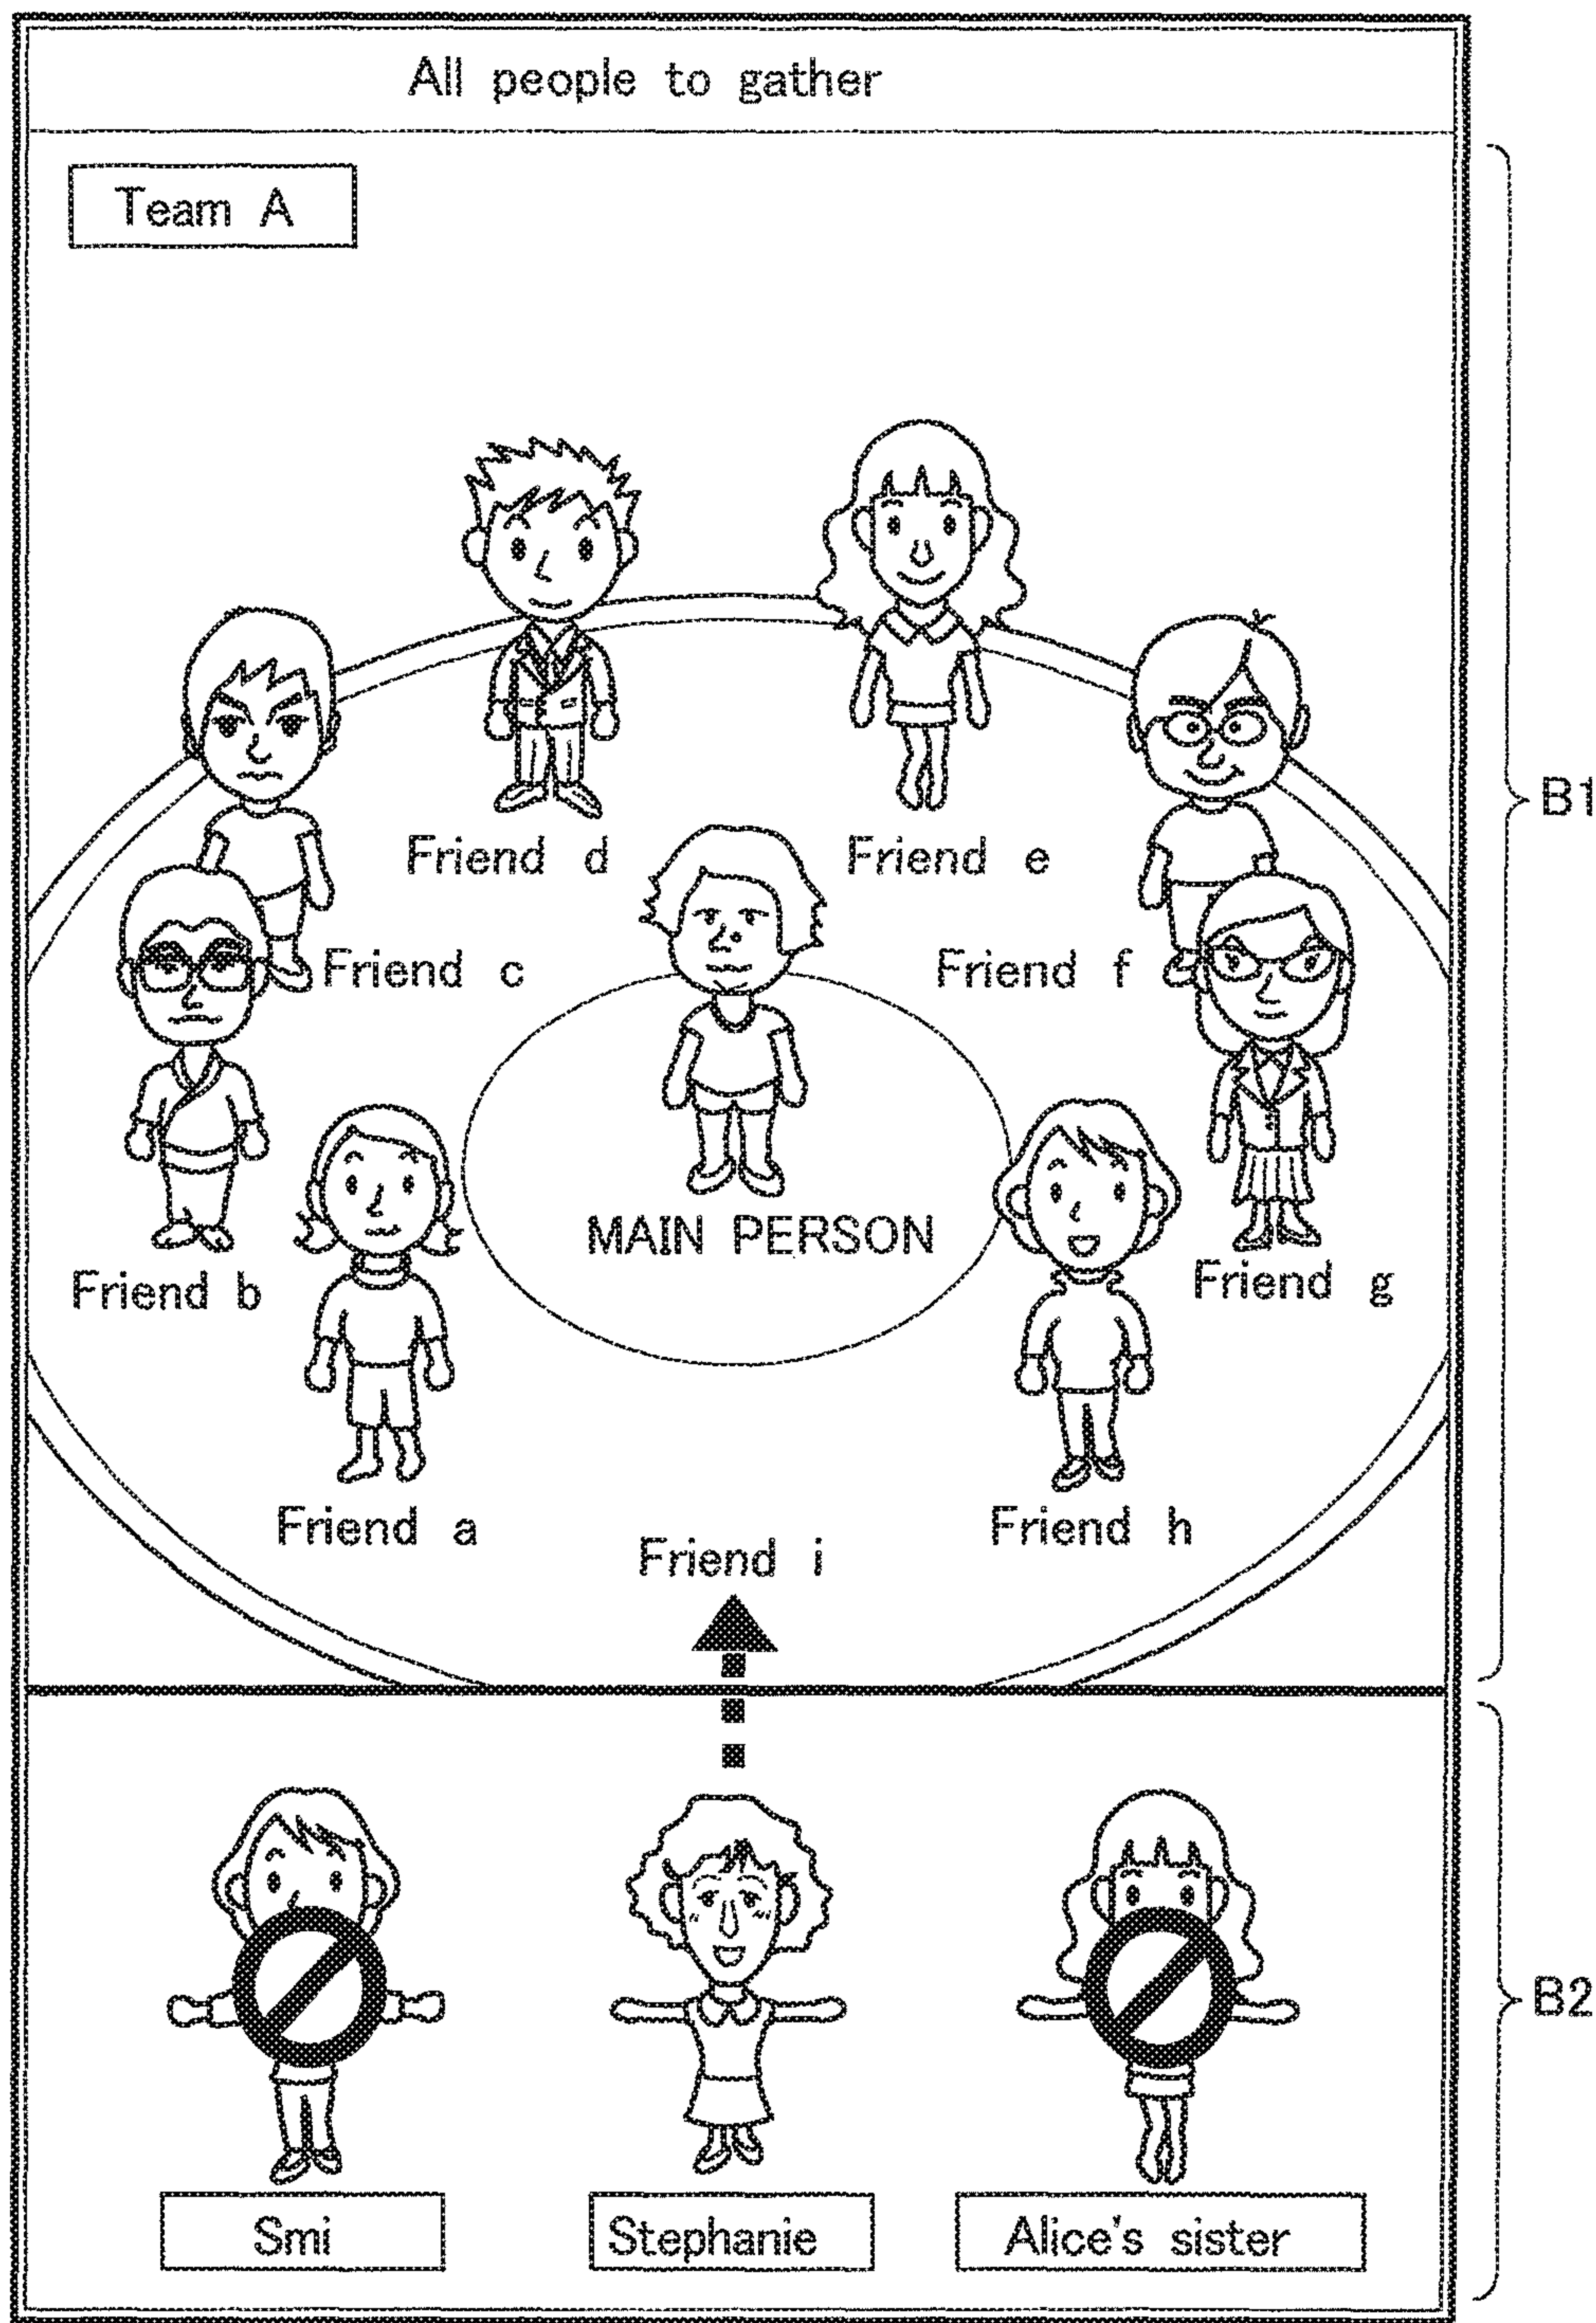 All people to gather
Team A
B1
Friend d
Friend e
Friend c
Friend f
MAIN PERSON
Friend b
Friend g
Friend a
Friend h
Friend i
B2
Smi
Stephanie
Alice's sister